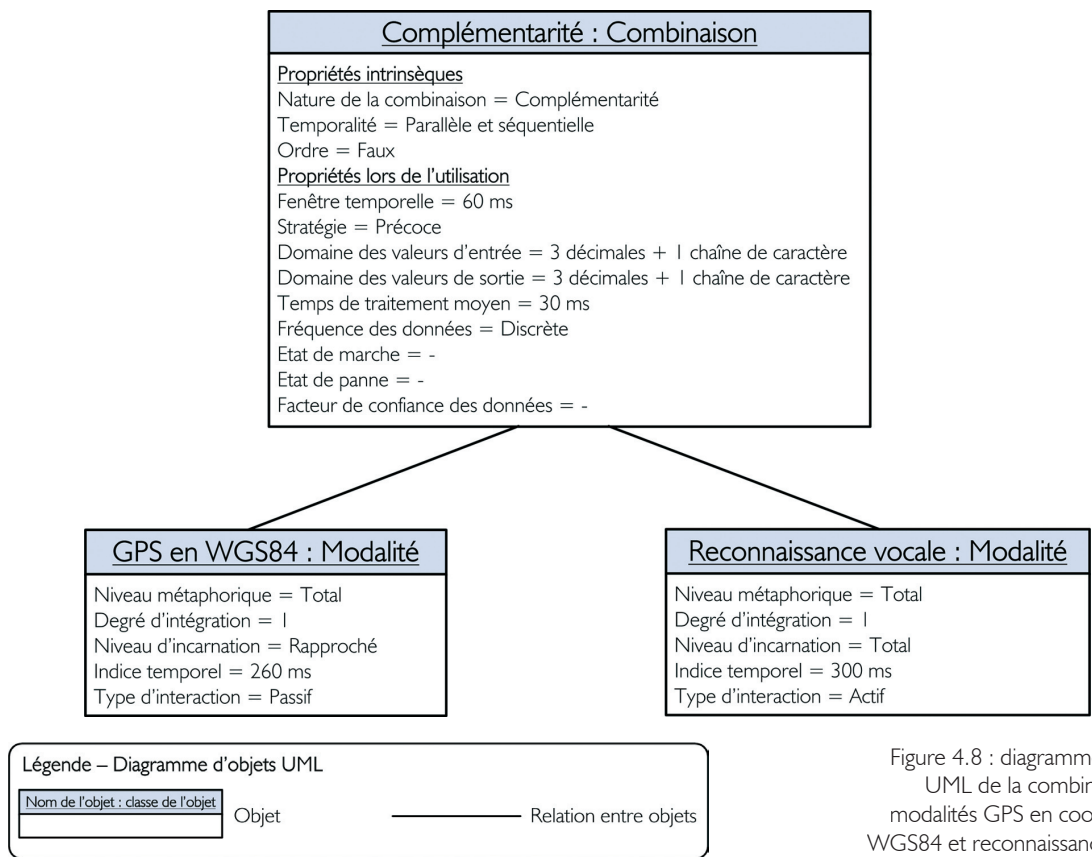 Complémentarité : Combinaison
Propriétés intrinsèques
Nature de la combinaison = Complémentarité
Temporalité = Parallèle et séquentielle
Ordre = Faux
Propriétés lors de l'utilisation
Fenêtre temporelle = 60 ms
Stratégie = Précoce
Domaine des valeurs d'entrée = 3 décimales + 1 chaîne de caractère
Domaine des valeurs de sortie = 3 décimales + 1 chaîne de caractère
Temps de traitement moyen = 30 ms
Fréquence des données = Discrète
Etat de marche = -
Etat de panne = -
Facteur de confiance des données = -
GPS en WGS84 : Modalité
Niveau métaphorique = Total
Degré d'intégration = 1
Niveau d'incarnation = Rapproché
Indice temporel = 260 ms
Type d'interaction = Passif
Reconnaissance vocale : Modalité
Niveau métaphorique = Total
Degré d'intégration = 1
Niveau d'incarnation = Total
Indice temporel = 300 ms
Type d'interaction = Actif
Légende – Diagramme d'objets UML
Nom de l'objet : classe de l'objet
Objet
Relation entre objets
Figure 4.8 :
UML de la
modalités GPS en
WGS84 et